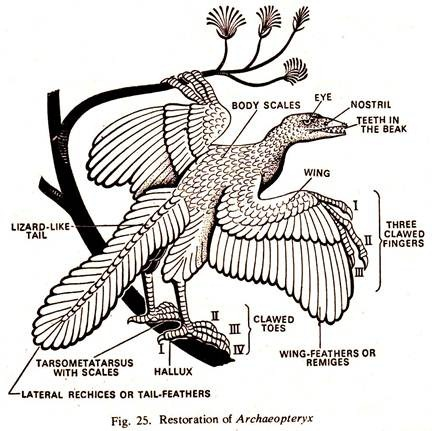 BODY SCALES
EYE
NOSTRIL
TEETH IN
THE BEAK
WING
I
II
III
THREE
CLAWED
FINGERS
LIZARD-LIKE
TAIL
II
III
IV
I
CLAWED
TOES
HALLUX
TARSOMETATARSUS
WITH SCALES
WING-FEATHERS OR
REMIGES
LATERAL RECHICES OR TAIL-FEATHERS
Fig. 25. Restoration of Archaeopteryx